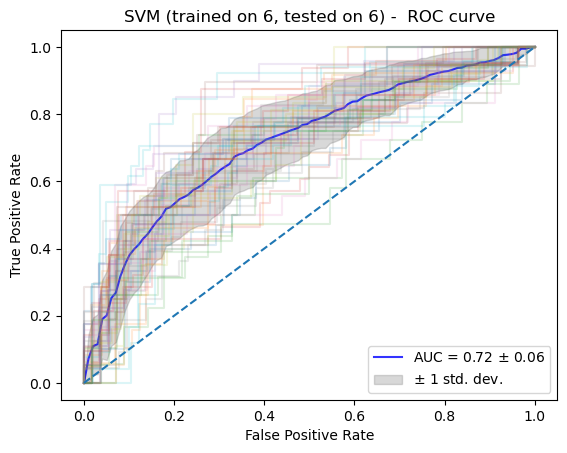 SVM (trained on 6, tested on 6) -  ROC curve
True Positive Rate
1.0
0.8
0.6
0.4
0.2
0.0
AUC = 0.72 ± 0.06
± 1 std. dev.
0.0 0.2 0.4 0.6 0.8 1.0
False Positive Rate